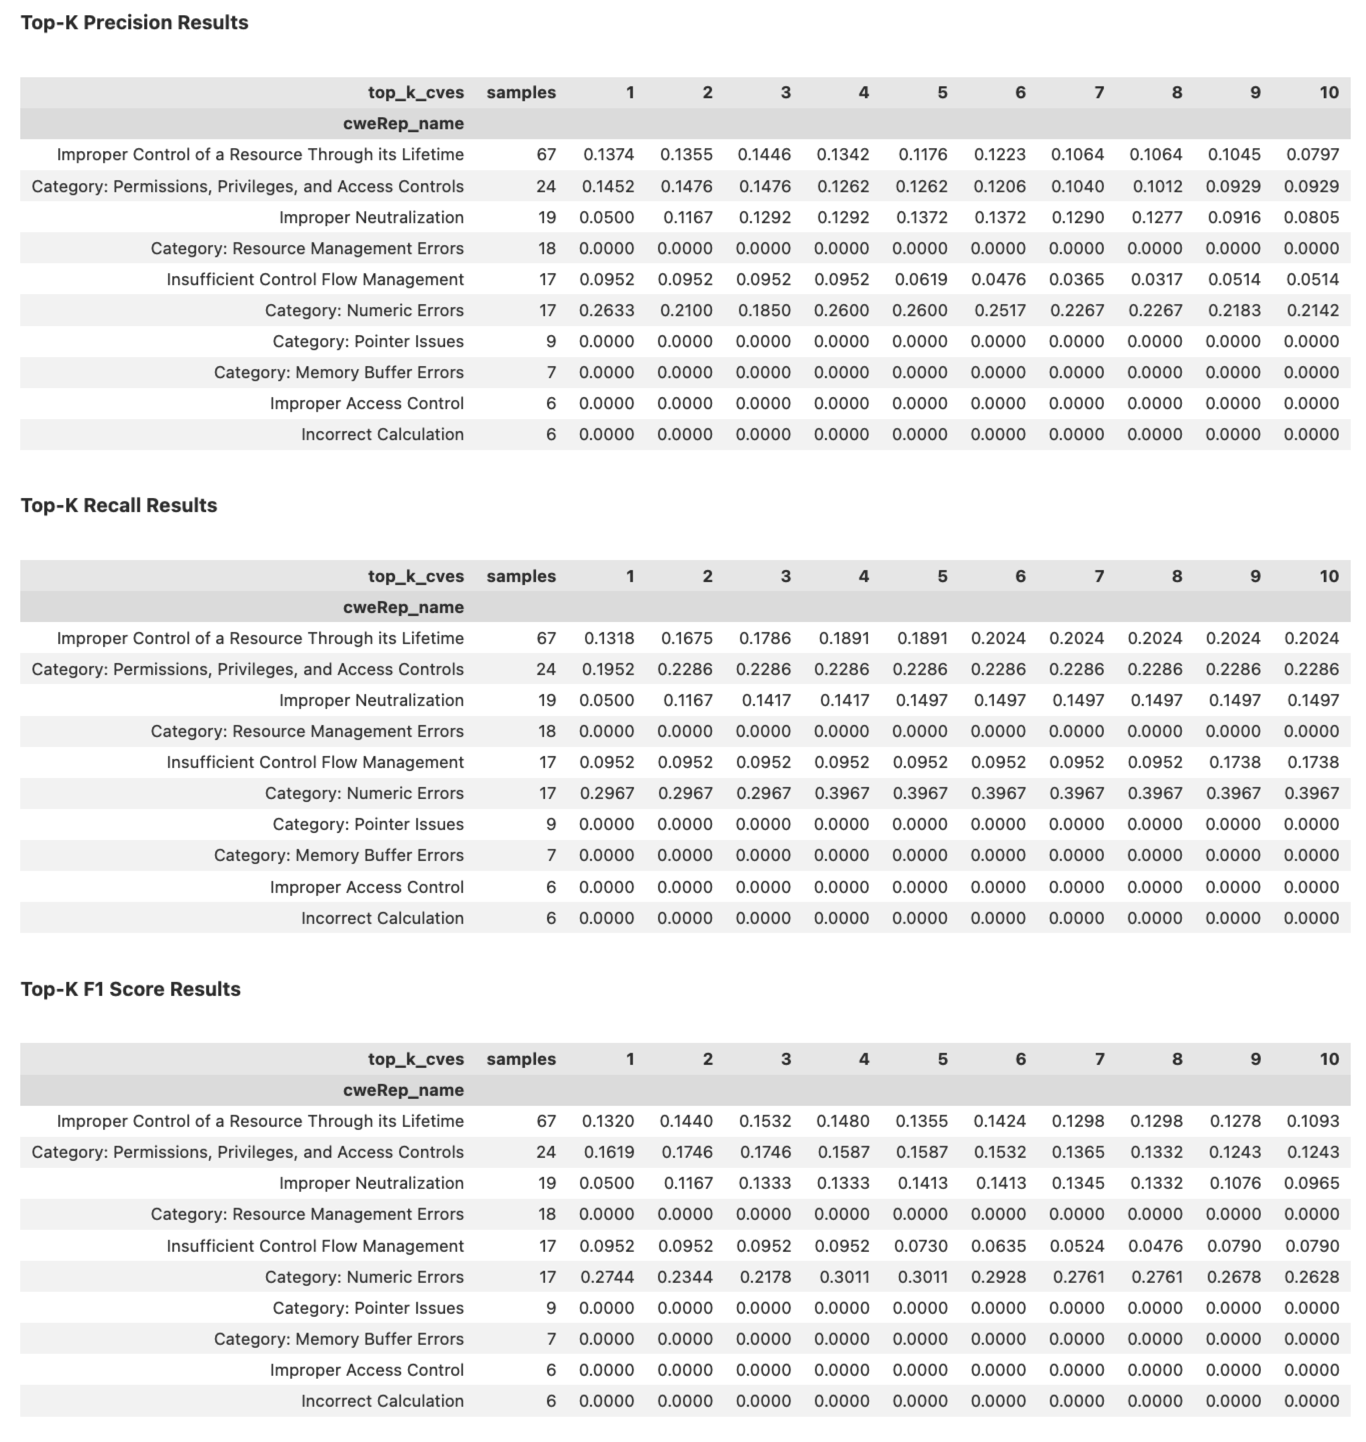 Top-K Precision Results
top_k_cves samples 1 2 3 4 5 6 7 8 9 10
cweRep_name
Improper Control of a Resource Through its Lifetime 67 0.1374 0.1355 0.1446 0.1342 0.1176 0.1223 0.1064 0.1064 0.1045 0.0797
Category: Permissions, Privileges, and Access Controls 24 0.1452 0.1476 0.1476 0.1262 0.1262 0.1206 0.1040 0.1012 0.0929 0.0929
Improper Neutralization 19 0.0500 0.1167 0.1292 0.1292 0.1372 0.1372 0.1290 0.1277 0.0916 0.0805
Category: Resource Management Errors 18 0.0000 0.0000 0.0000 0.0000 0.0000 0.0000 0.0000 0.0000 0.0000 0.0000
Insufficient Control Flow Management 17 0.0952 0.0952 0.0952 0.0952 0.0619 0.0476 0.0365 0.0317 0.0514 0.0514
Category: Numeric Errors 17 0.2633 0.2100 0.1850 0.2600 0.2600 0.2517 0.2267 0.2267 0.2183 0.2142
Category: Pointer Issues 9 0.0000 0.0000 0.0000 0.0000 0.0000 0.0000 0.0000 0.0000 0.0000 0.0000
Category: Memory Buffer Errors 7 0.0000 0.0000 0.0000 0.0000 0.0000 0.0000 0.0000 0.0000 0.0000 0.0000
Improper Access Control 6 0.0000 0.0000 0.0000 0.0000 0.0000 0.0000 0.0000 0.0000 0.0000 0.0000
Incorrect Calculation 6 0.0000 0.0000 0.0000 0.0000 0.0000 0.0000 0.0000 0.0000 0.0000 0.0000
Top-K Recall Results
top_k_cves samples 1 2 3 4 5 6 7 8 9 10
cweRep_name
Improper Control of a Resource Through its Lifetime 67 0.1318 0.1675 0.1786 0.1891 0.1891 0.2024 0.2024 0.2024 0.2024 0.2024
Category: Permissions, Privileges, and Access Controls 24 0.1952 0.2286 0.2286 0.2286 0.2286 0.2286 0.2286 0.2286 0.2286 0.2286
Improper Neutralization 19 0.0500 0.1167 0.1417 0.1417 0.1497 0.1497 0.1497 0.1497 0.1497 0.1497
Category: Resource Management Errors 18 0.0000 0.0000 0.0000 0.0000 0.0000 0.0000 0.0000 0.0000 0.0000 0.0000
Insufficient Control Flow Management 17 0.0952 0.0952 0.0952 0.0952 0.0952 0.0952 0.0952 0.0952 0.1738 0.1738
Category: Numeric Errors 17 0.2967 0.2967 0.2967 0.3967 0.3967 0.3967 0.3967 0.3967 0.3967 0.3967
Category: Pointer Issues 9 0.0000 0.0000 0.0000 0.0000 0.0000 0.0000 0.0000 0.0000 0.0000 0.0000
Category: Memory Buffer Errors 7 0.0000 0.0000 0.0000 0.0000 0.0000 0.0000 0.0000 0.0000 0.0000 0.0000
Improper Access Control 6 0.0000 0.0000 0.0000 0.0000 0.0000 0.0000 0.0000 0.0000 0.0000 0.0000
Incorrect Calculation 6 0.0000 0.0000 0.0000 0.0000 0.0000 0.0000 0.0000 0.0000 0.0000 0.0000
Top-K F1 Score Results
top_k_cves samples 1 2 3 4 5 6 7 8 9 10
cweRep_name
Improper Control of a Resource Through its Lifetime 67 0.1320 0.1440 0.1532 0.1480 0.1355 0.1424 0.1298 0.1298 0.1278 0.1093
Category: Permissions, Privileges, and Access Controls 24 0.1619 0.1746 0.1746 0.1587 0.1587 0.1532 0.1365 0.1332 0.1243 0.1243
Improper Neutralization 19 0.0500 0.1167 0.1333 0.1333 0.1413 0.1413 0.1345 0.1332 0.1076 0.0965
Category: Resource Management Errors 18 0.0000 0.0000 0.0000 0.0000 0.0000 0.0000 0.0000 0.0000 0.0000 0.0000
Insufficient Control Flow Management 17 0.0952 0.0952 0.0952 0.0952 0.0730 0.0635 0.0524 0.0476 0.0790 0.0790
Category: Numeric Errors 17 0.2744 0.2344 0.2178 0.3011 0.3011 0.2928 0.2761 0.2761 0.2678 0.2628
Category: Pointer Issues 9 0.0000 0.0000 0.0000 0.0000 0.0000 0.0000 0.0000 0.0000 0.0000 0.0000
Category: Memory Buffer Errors 7 0.0000 0.0000 0.0000 0.0000 0.0000 0.0000 0.0000 0.0000 0.0000 0.0000
Improper Access Control 6 0.0000 0.0000 0.0000 0.0000 0.0000 0.0000 0.0000 0.0000 0.0000 0.0000
Incorrect Calculation 6 0.0000 0.0000 0.0000 0.0000 0.0000 0.0000 0.0000 0.0000 0.0000 0.0000